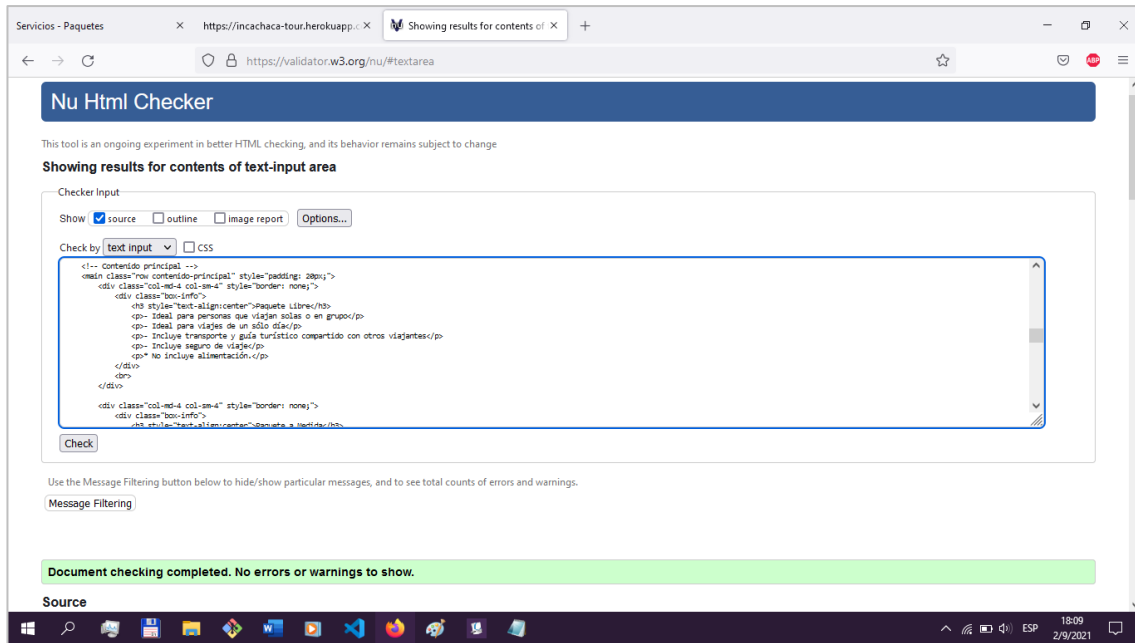 Servicios - Paquetes
https://incachaca-tour.herokuapp.c
Showing results for contents of
https://validator.w3.org/nu/#textarea
ABP
Nu Html Checker
This tool is an ongoing experiment in better HTML checking, and its behavior remains subject to change
Showing results for contents of text-input area
Checker Input
Show source outline image report Options...
Check by text input CSS
<!-- Contenido principal -->
<main class="row contenido-principal" style="padding: 20px;">
<div class="col-md-4 col-sm-4" style="border: none;">
<div class="box-info">
<h3 style="text-align:center">Paquete Libre</h3>
<p>- Ideal para personas que viajan solas o en grupo</p>
<p>- Ideal para viajes de un sólo día</p>
<p>- Incluye transporte y guía turístico compartido con otros viajantes</p>
<p>- Incluye seguro de viaje</p>
<p>* No incluye alimentación.</p>
</div>
<br>
</div>
<div class="col-md-4 col-sm-4" style="border: none;">
<div class="box-info">
<h3 style="text-align:center">Paquete a Medida</h3>
Check
Use the Message Filtering button below to hide/show particular messages, and to see total counts of errors and warnings.
Message Filtering
Document checking completed. No errors or warnings to show.
Source
ESP
18:09
2/9/2021